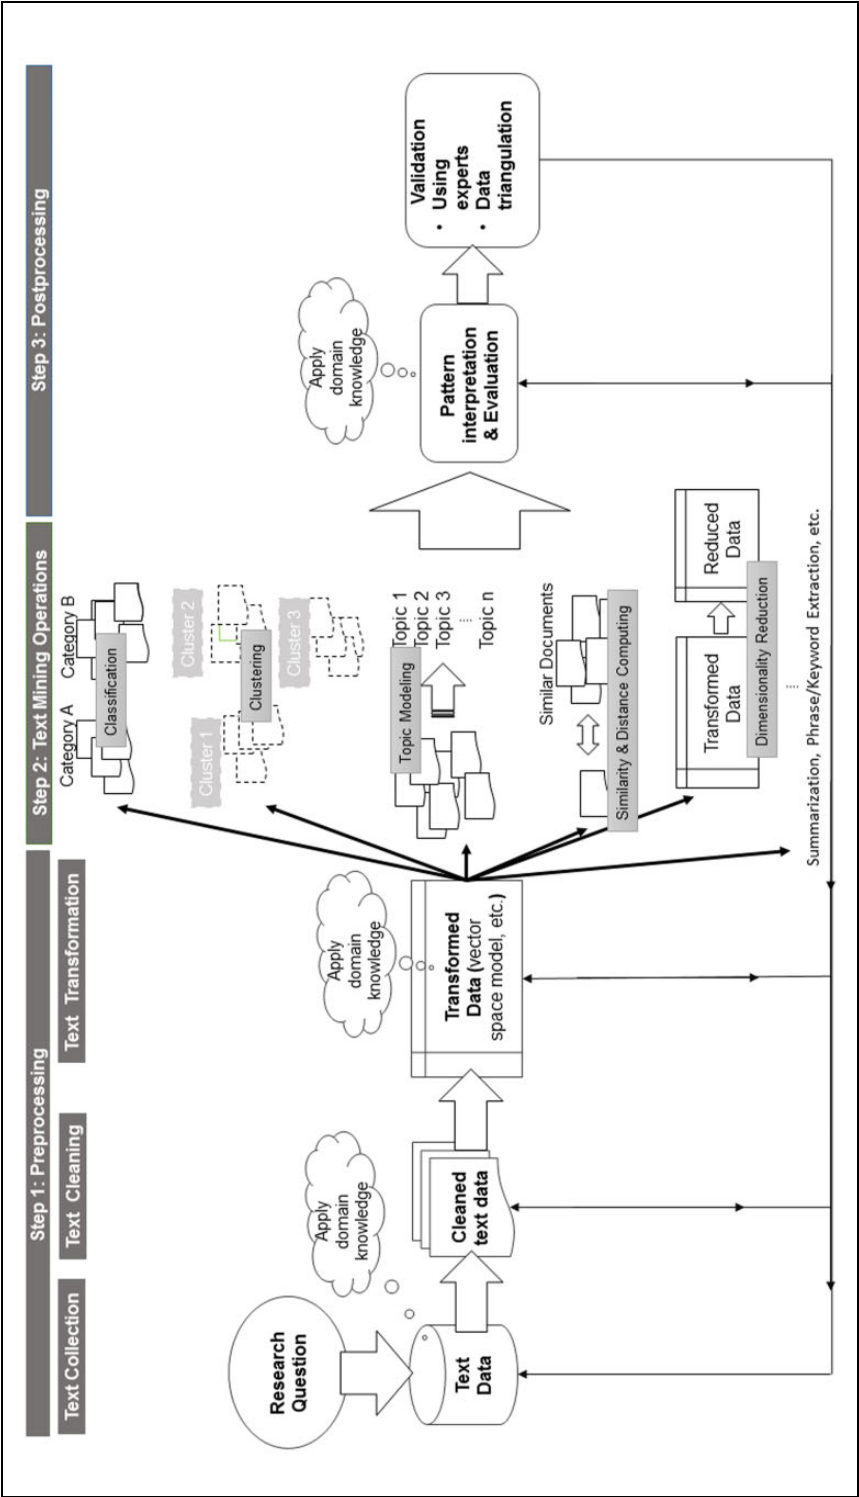 Step 1: Preprocessing
Step 2: Text Mining Operations
Step 3: Postprocessing
Text Collection
Text Cleaning
Text Transformation
Research
Question
Text
Data
Apply
domain
knowledge
Cleaned
text data
Apply
domain
knowledge
Transformed
Data (vector
space model, etc.)
Category A
Category B
Classification
Cluster 1
Cluster 2
Clustering
Cluster 3
Topic Modeling
Topic 1
Topic 2
Topic 3
Topic n
Similar Documents
Similarity & Distance Computing
Transformed
Data
Reduced
Data
Dimensionality Reduction
Summarization, Phrase/Keyword Extraction, etc.
Apply
domain
knowledge
Pattern
interpretation
& Evaluation
Validation
• Using
experts
• Data
triangulation